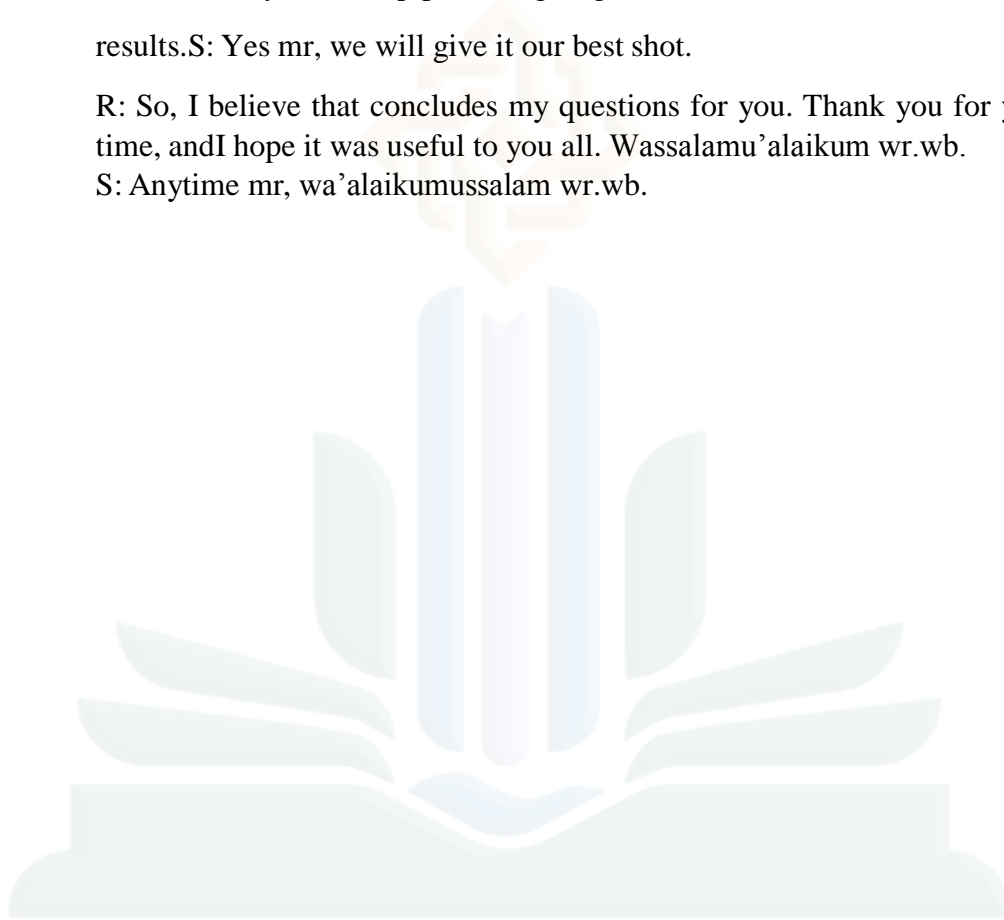 results.S: Yes mr, we will give it our best shot.
R: So, I believe that concludes my questions for you. Thank you for
time, andI hope it was useful to you all. Wassalamu’alaikum wr.wb.
S: Anytime mr, wa’alaikumussalam wr.wb.